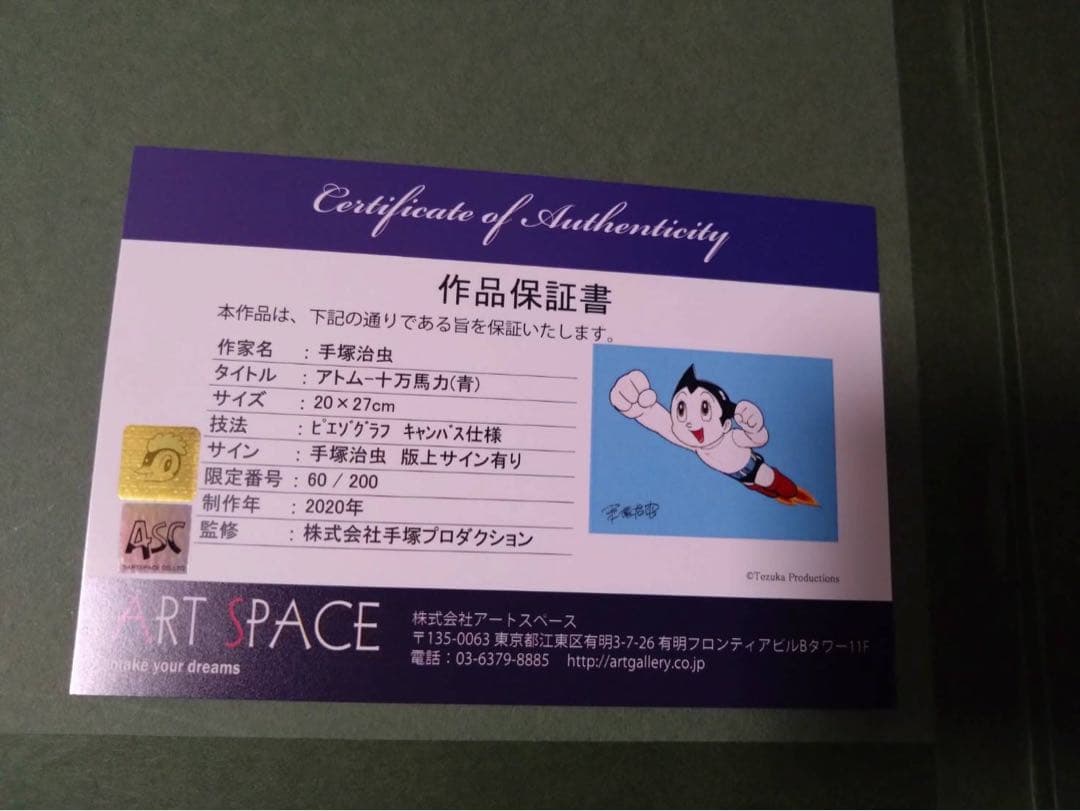 Certificate of Authenticity
作品保証書
本作品は、下記の通りである旨を保証いたします。
作家名 : 手塚治虫
タイトル : アトムー十万馬力(青)
サイズ : 20×27cm
技法 : ﾋﾟｴｿﾞｸﾞﾗﾌ ｷｬﾝﾊﾞｽ仕様
サイン : 手塚治虫 版上サイン有り
限定番号 : 60 / 200
制作年 : 2020年
監修 : 株式会社手塚プロダクション
手塚治虫
ASC
©Tezuka Productions
ART SPACE
make your dreams
株式会社アートスペース
〒135-0063 東京都江東区有明3-7-26 有明フロンティアビルBタワー11F
電話：03-6379-8885 http://artgallery.co.jp